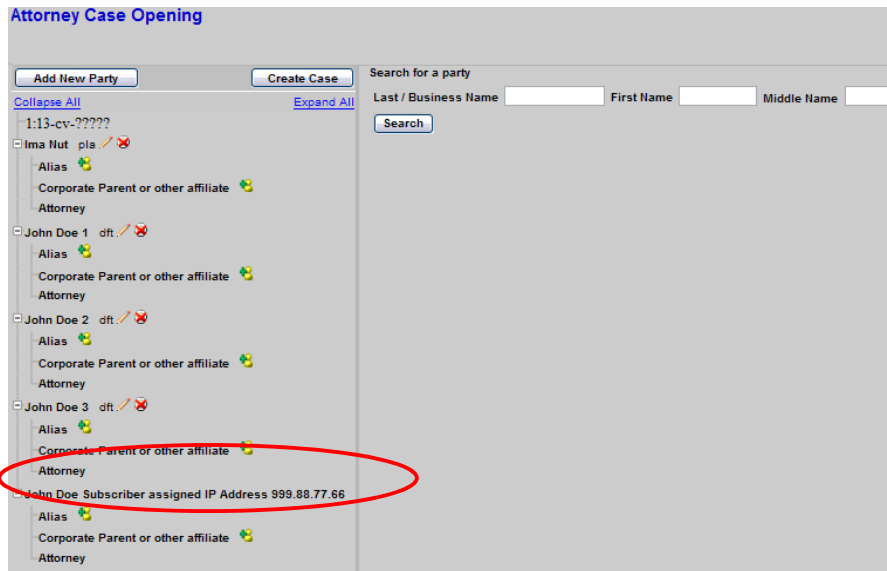 Attorney Case Opening
Add New Party
Create Case
Collapse All
Expand All
1:13-cv-?????
Ima Nut pla
Alias
Corporate Parent or other affiliate
Attorney
John Doe 1 dft
Alias
Corporate Parent or other affiliate
Attorney
John Doe 2 dft
Alias
Corporate Parent or other affiliate
Attorney
John Doe 3 dft
Alias
Corporate Parent or other affiliate
Attorney
John Doe Subscriber assigned IP Address 999.88.77.66
Alias
Corporate Parent or other affiliate
Attorney
Search for a party
Last / Business Name First Name Middle Name
Search